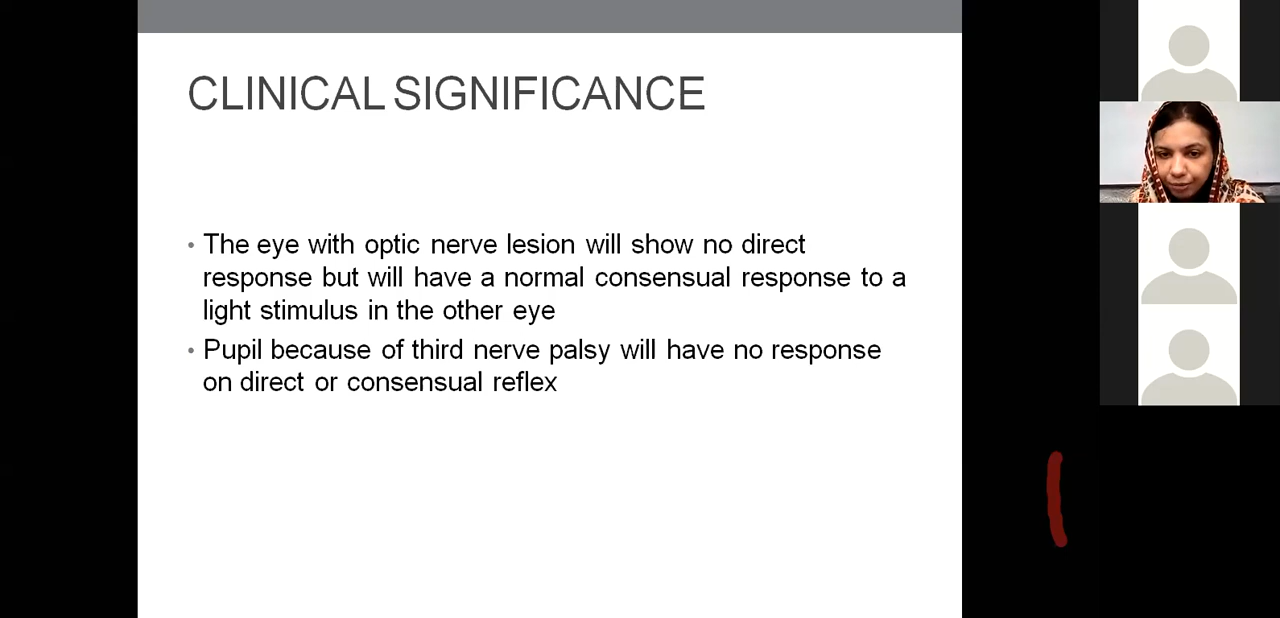 CLINICAL SIGNIFICANCE
• The eye with optic nerve lesion will show no direct
response but will have a normal consensual response to a
light stimulus in the other eye
• Pupil because of third nerve palsy will have no response
on direct or consensual reflex